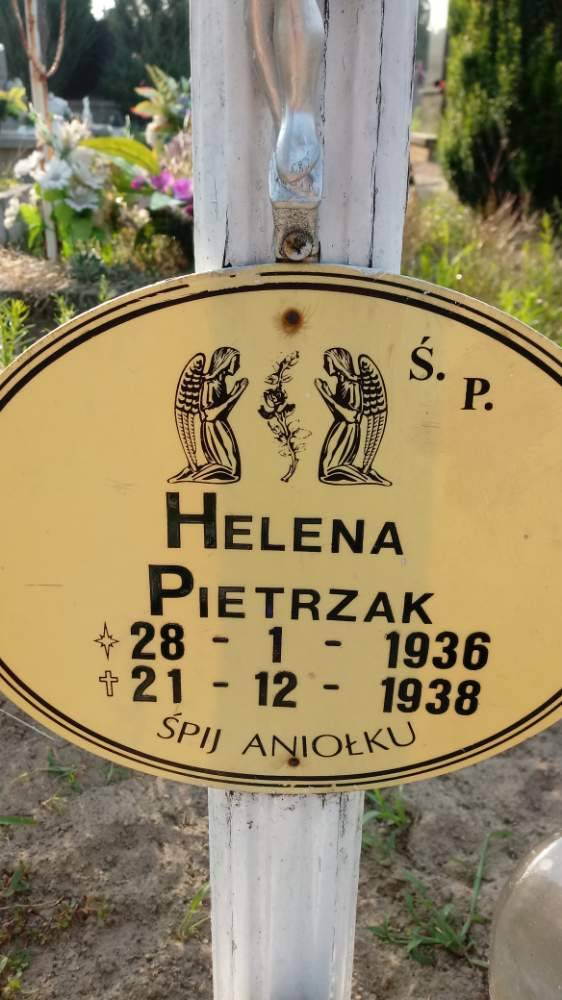 Ś. P.
HELENA
PIETRZAK
28 - 1 - 1936
21 - 12 - 1938
ŚPIJ ANIOŁKU